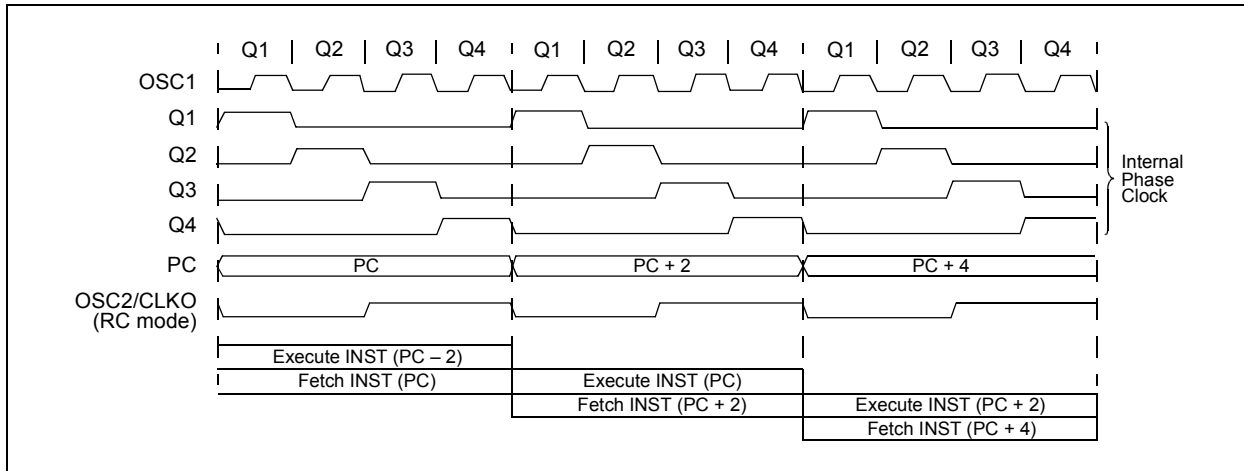 Q1 | Q2 | Q3 | Q4 | Q1 | Q2 | Q3 | Q4 | Q1 | Q2 | Q3 | Q4
OSC1
Q1
Q2
Q3
Q4
Internal
Phase
Clock
PC PC PC + 2 PC + 4
OSC2/CLKO
(RC mode)
Execute INST (PC – 2)
Fetch INST (PC) Execute INST (PC)
Fetch INST (PC + 2) Execute INST (PC + 2)
Fetch INST (PC + 4)